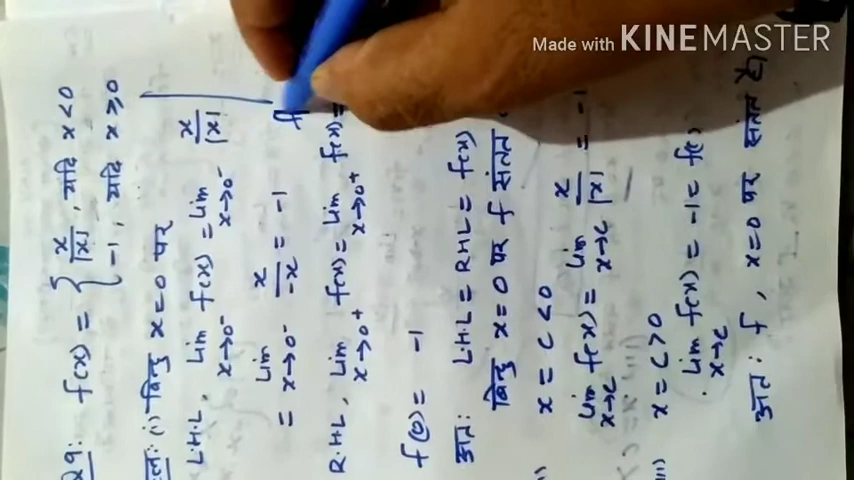 Made with KINEMASTER
29: f(x) = { x/|x| , यदि x < 0
-1 , यदि x ≥ 0
हल: (i) बिन्दु x = 0 पर
L.H.L, lim x→0⁻ f(x) = lim x→0⁻ x/|x|
= lim x→0⁻ x/-x = -1
R.H.L, lim x→0⁺ f(x) = lim x→0⁺ f(x) =
f(0) = -1
अतः L.H.L = R.H.L = f(x)
बिन्दु x = 0 पर f संतत
x = c < 0
lim x→c f(x) = lim x→c x/|x| = -1
(iii) x = c > 0
lim x→c f(x) = -1 = f(
अतः f , x = 0 पर संतत है।